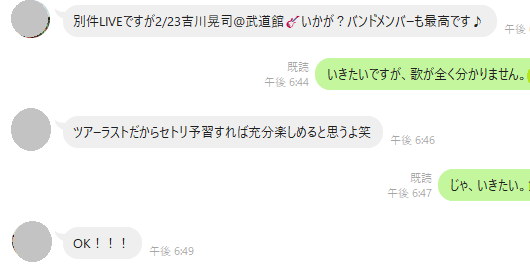 別件LIVEですが2/23吉川晃司@武道館🎸いかが？バンドメンバーも最高です♪
午後 6:
既読
午後 6:44
いきたいですが、歌が全く分かりません。
ツアーラストだからセトリ予習すれば充分楽しめると思うよ笑
午後 6:46
既読
午後 6:47
じゃ、いきたい。
OK！！！
午後 6:49